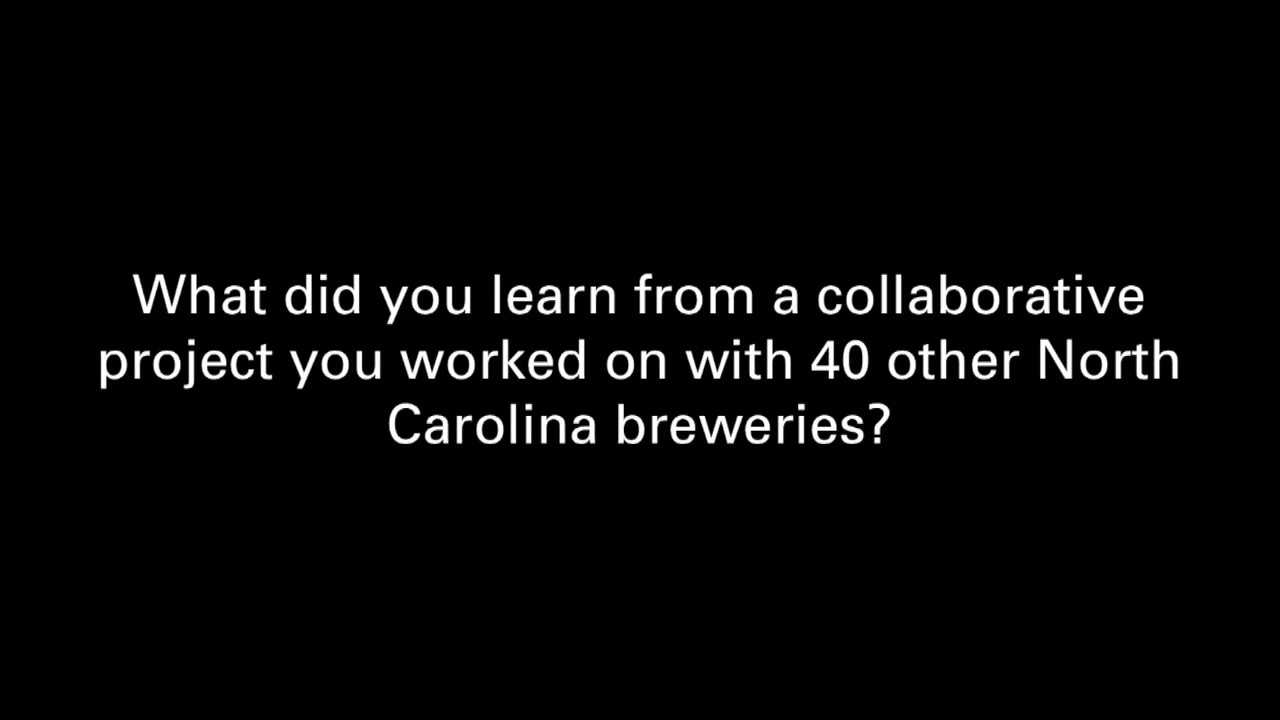 What did you learn from a collaborative
project you worked on with 40 other North
Carolina breweries?